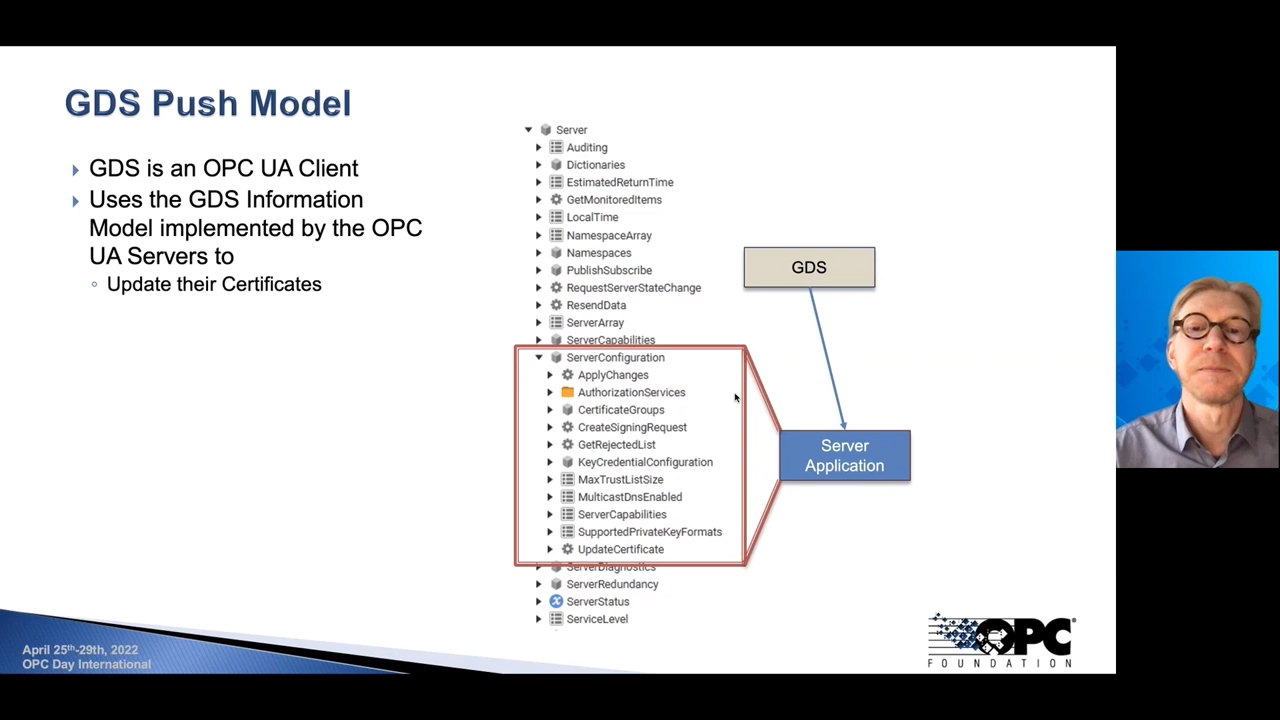 GDS Push Model
GDS is an OPC UA Client
Uses the GDS Information
Model implemented by the OPC
UA Servers to
Update their Certificates
Server
Auditing
Dictionaries
EstimatedReturnTime
GetMonitoredItems
LocalTime
NamespaceArray
Namespaces
PublishSubscribe
RequestServerStateChange
ResendData
ServerArray
ServerCapabilities
ServerConfiguration
ApplyChanges
AuthorizationServices
CertificateGroups
CreateSigningRequest
GetRejectedList
KeyCredentialConfiguration
MaxTrustListSize
MulticastDnsEnabled
ServerCapabilities
SupportedPrivateKeyFormats
UpdateCertificate
ServerDiagnostics
ServerRedundancy
ServerStatus
ServiceLevel
GDS
Server
Application
April 25th-29th, 2022
OPC Day International
OPC®
FOUNDATION